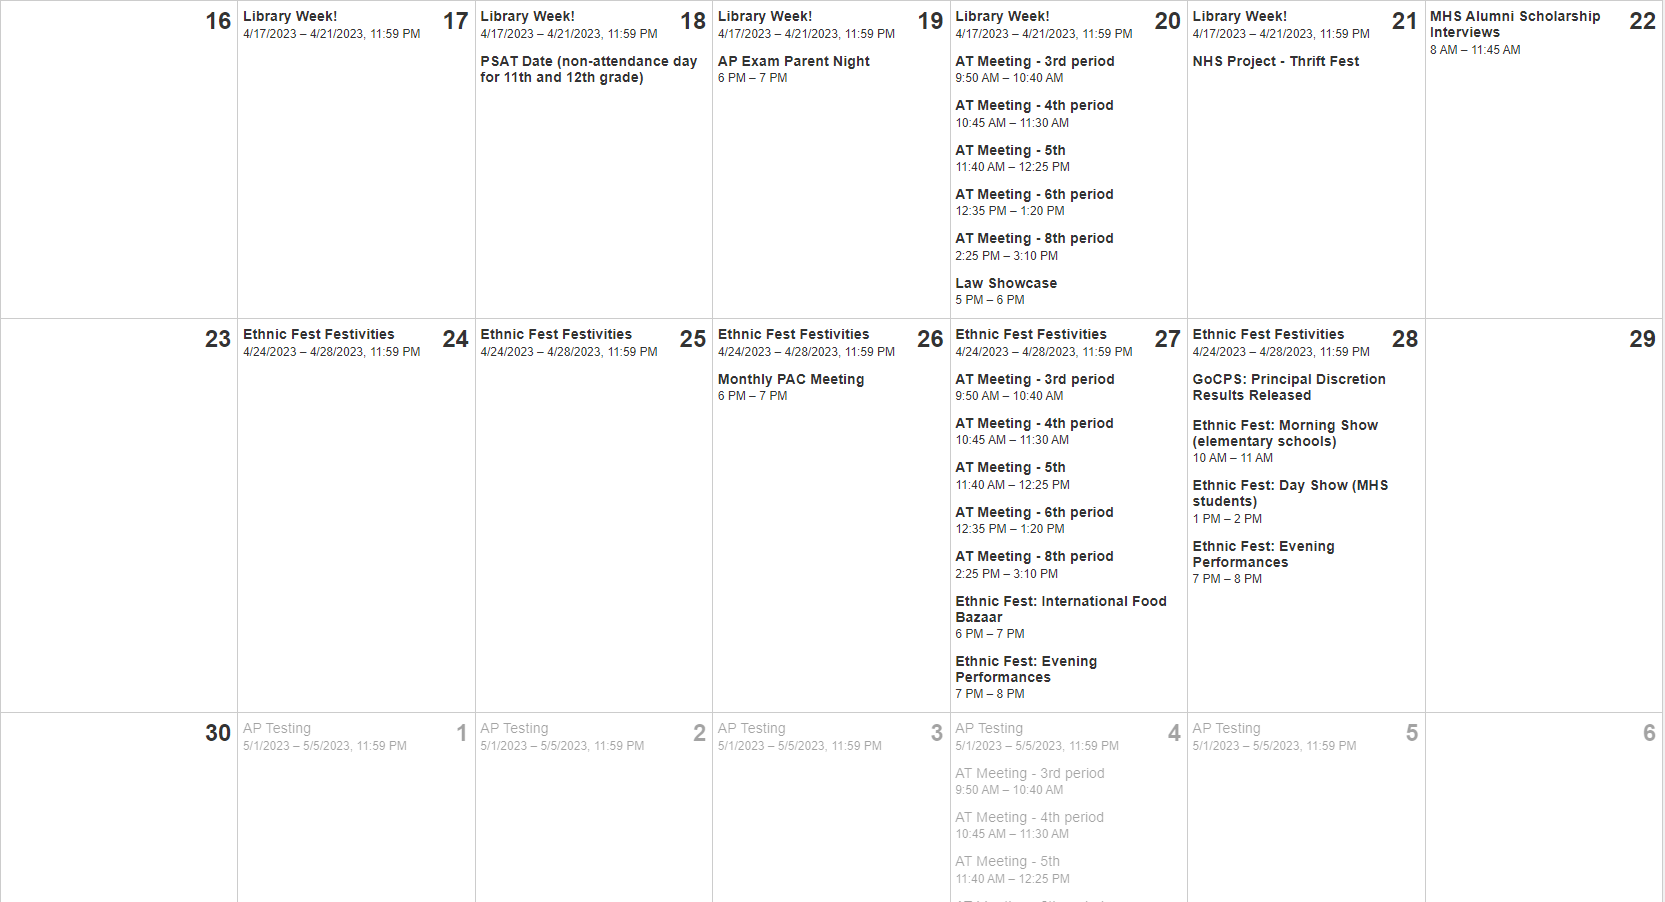 16
Library Week!
17
4/17/2023 – 4/21/2023, 11:59 PM
Library Week!
18
4/17/2023 – 4/21/2023, 11:59 PM
PSAT Date (non-attendance day
for 11th and 12th grade)
Library Week!
19
4/17/2023 – 4/21/2023, 11:59 PM
AP Exam Parent Night
6 PM – 7 PM
Library Week!
20
4/17/2023 – 4/21/2023, 11:59 PM
AT Meeting - 3rd period
9:50 AM – 10:40 AM
AT Meeting - 4th period
10:45 AM – 11:30 AM
AT Meeting - 5th
11:40 AM – 12:25 PM
AT Meeting - 6th period
12:35 PM – 1:20 PM
AT Meeting - 8th period
2:25 PM – 3:10 PM
Law Showcase
5 PM – 6 PM
Library Week!
21
4/17/2023 – 4/21/2023, 11:59 PM
NHS Project - Thrift Fest
MHS Alumni Scholarship
22
Interviews
8 AM – 11:45 AM
23
Ethnic Fest Festivities
24
4/24/2023 – 4/28/2023, 11:59 PM
Ethnic Fest Festivities
25
4/24/2023 – 4/28/2023, 11:59 PM
Ethnic Fest Festivities
26
4/24/2023 – 4/28/2023, 11:59 PM
Monthly PAC Meeting
6 PM – 7 PM
Ethnic Fest Festivities
27
4/24/2023 – 4/28/2023, 11:59 PM
AT Meeting - 3rd period
9:50 AM – 10:40 AM
AT Meeting - 4th period
10:45 AM – 11:30 AM
AT Meeting - 5th
11:40 AM – 12:25 PM
AT Meeting - 6th period
12:35 PM – 1:20 PM
AT Meeting - 8th period
2:25 PM – 3:10 PM
Ethnic Fest: International Food
Bazaar
6 PM – 7 PM
Ethnic Fest: Evening
Performances
7 PM – 8 PM
Ethnic Fest Festivities
28
4/24/2023 – 4/28/2023, 11:59 PM
GoCPS: Principal Discretion
Results Released
Ethnic Fest: Morning Show
(elementary schools)
10 AM – 11 AM
Ethnic Fest: Day Show (MHS
students)
1 PM – 2 PM
Ethnic Fest: Evening
Performances
7 PM – 8 PM
29
30
AP Testing
1
5/1/2023 – 5/5/2023, 11:59 PM
AP Testing
2
5/1/2023 – 5/5/2023, 11:59 PM
AP Testing
3
5/1/2023 – 5/5/2023, 11:59 PM
AP Testing
4
5/1/2023 – 5/5/2023, 11:59 PM
AT Meeting - 3rd period
9:50 AM – 10:40 AM
AT Meeting - 4th period
10:45 AM – 11:30 AM
AT Meeting - 5th
11:40 AM – 12:25 PM
AP Testing
5
5/1/2023 – 5/5/2023, 11:59 PM
6